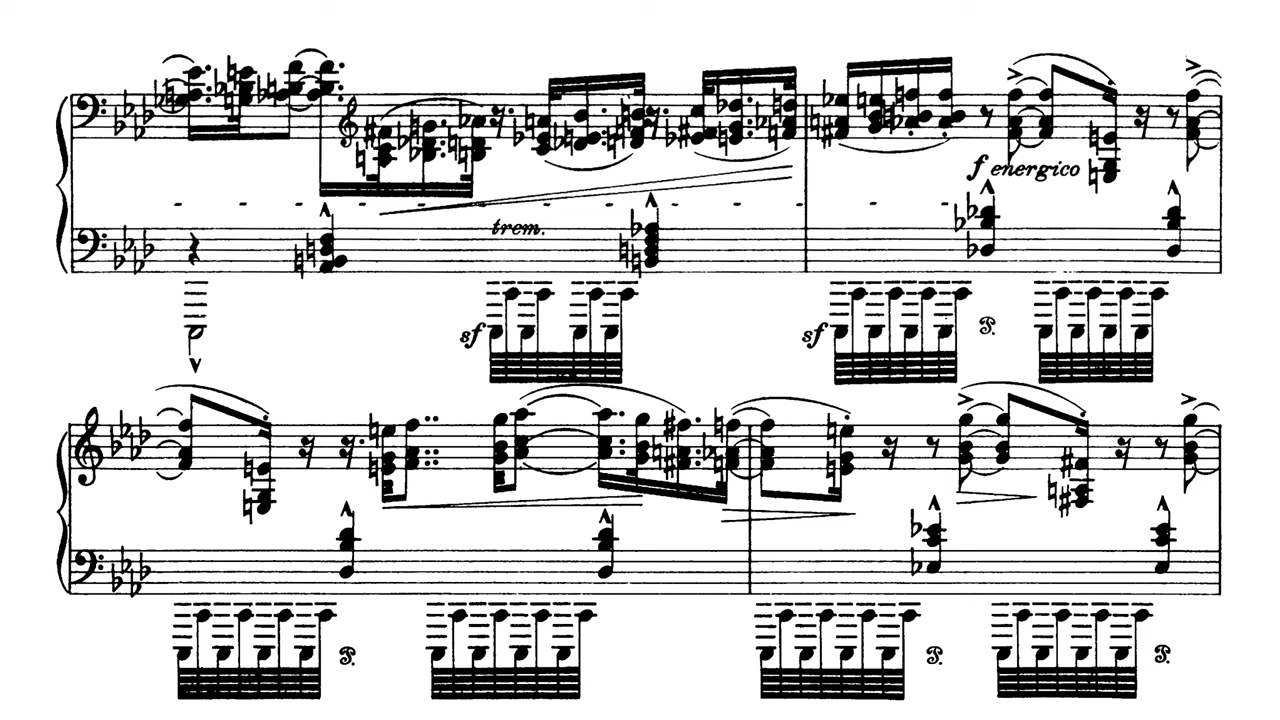 f energico
trem.
sf
sf